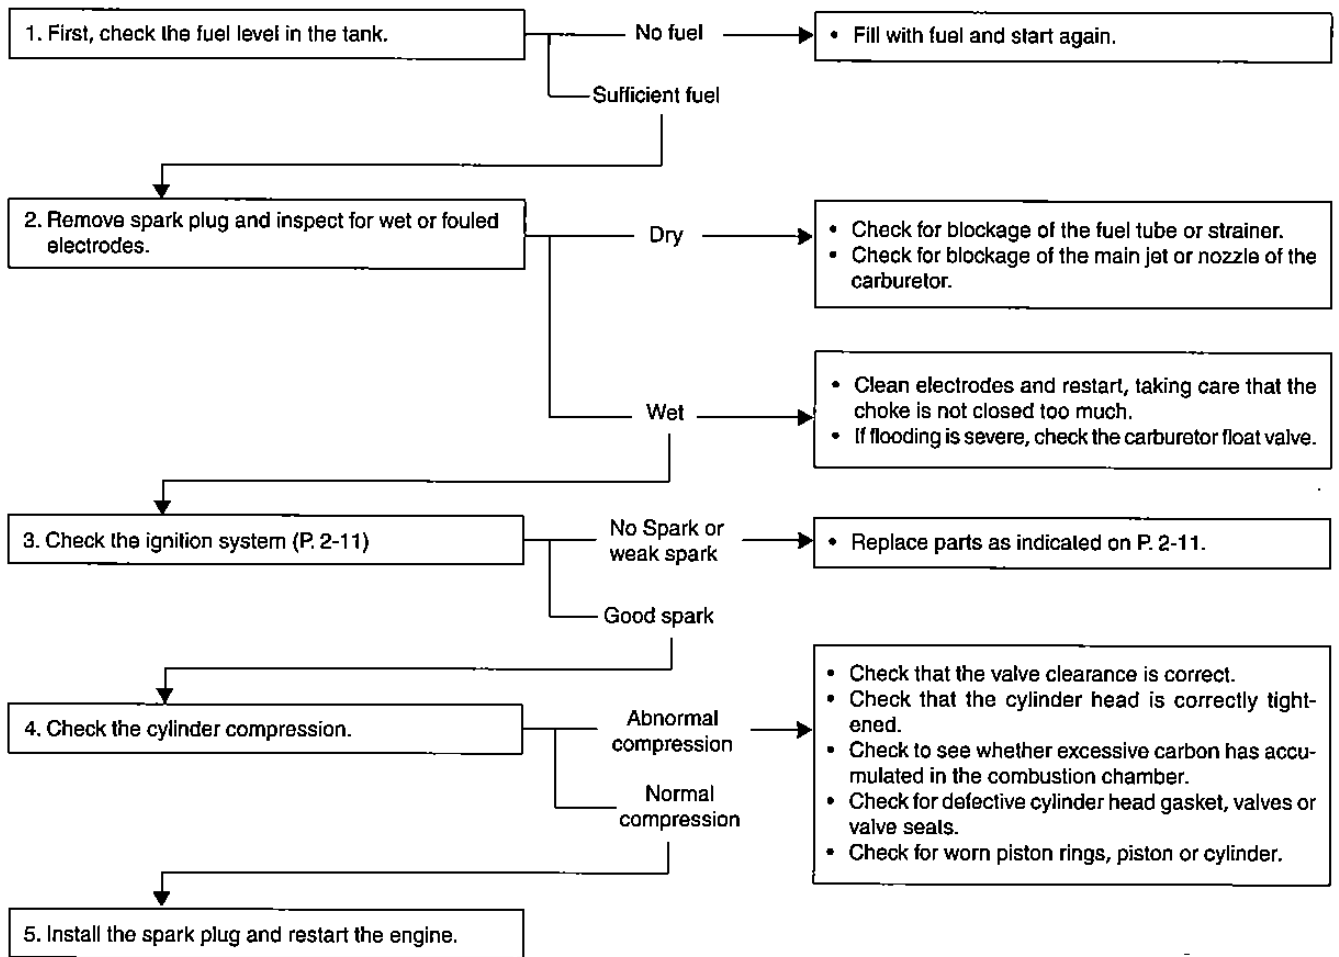 1. First, check the fuel level in the tank.
No fuel
• Fill with fuel and start again.
Sufficient fuel
2. Remove spark plug and inspect for wet or fouled
electrodes.
Dry
• Check for blockage of the fuel tube or strainer.
• Check for blockage of the main jet or nozzle of the
carburetor.
Wet
• Clean electrodes and restart, taking care that the
choke is not closed too much.
• If flooding is severe, check the carburetor float valve.
3. Check the ignition system (P. 2-11)
No Spark or
weak spark
• Replace parts as indicated on P. 2-11.
Good spark
4. Check the cylinder compression.
Abnormal
compression
• Check that the valve clearance is correct.
• Check that the cylinder head is correctly tight-
ened.
• Check to see whether excessive carbon has accu-
mulated in the combustion chamber.
• Check for defective cylinder head gasket, valves or
valve seals.
• Check for worn piston rings, piston or cylinder.
Normal
compression
5. Install the spark plug and restart the engine.